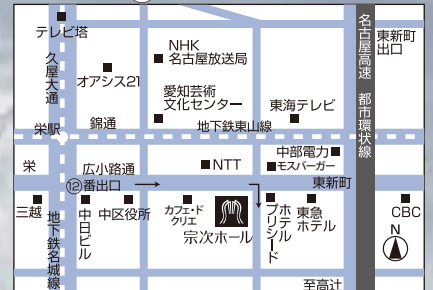 テレビ塔
久屋大通
オアシス21
NHK
名古屋放送局
愛知芸術
文化センター
東海テレビ
名古屋高速 都市環状線
東新町
出口
栄駅
錦通
地下鉄東山線
中部電力
モスバーガー
NTT
栄
広小路通
東新町
⑫番出口
三越
地下鉄名城線
中日ビル
中区役所
カフェ・ド・
クリエ
宗次ホール
ホテル
プリシード
東急
ホテル
CBC
N
至高辻